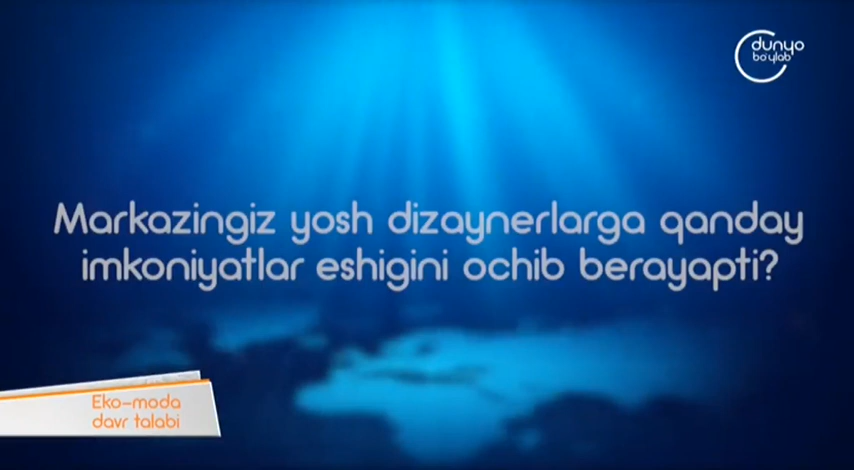 dunyo
bo'ylab
Markazingiz yosh dizaynerlarga qanday
imkoniyatlar eshigini ochib berayapti?
Eko-moda
davr talabi